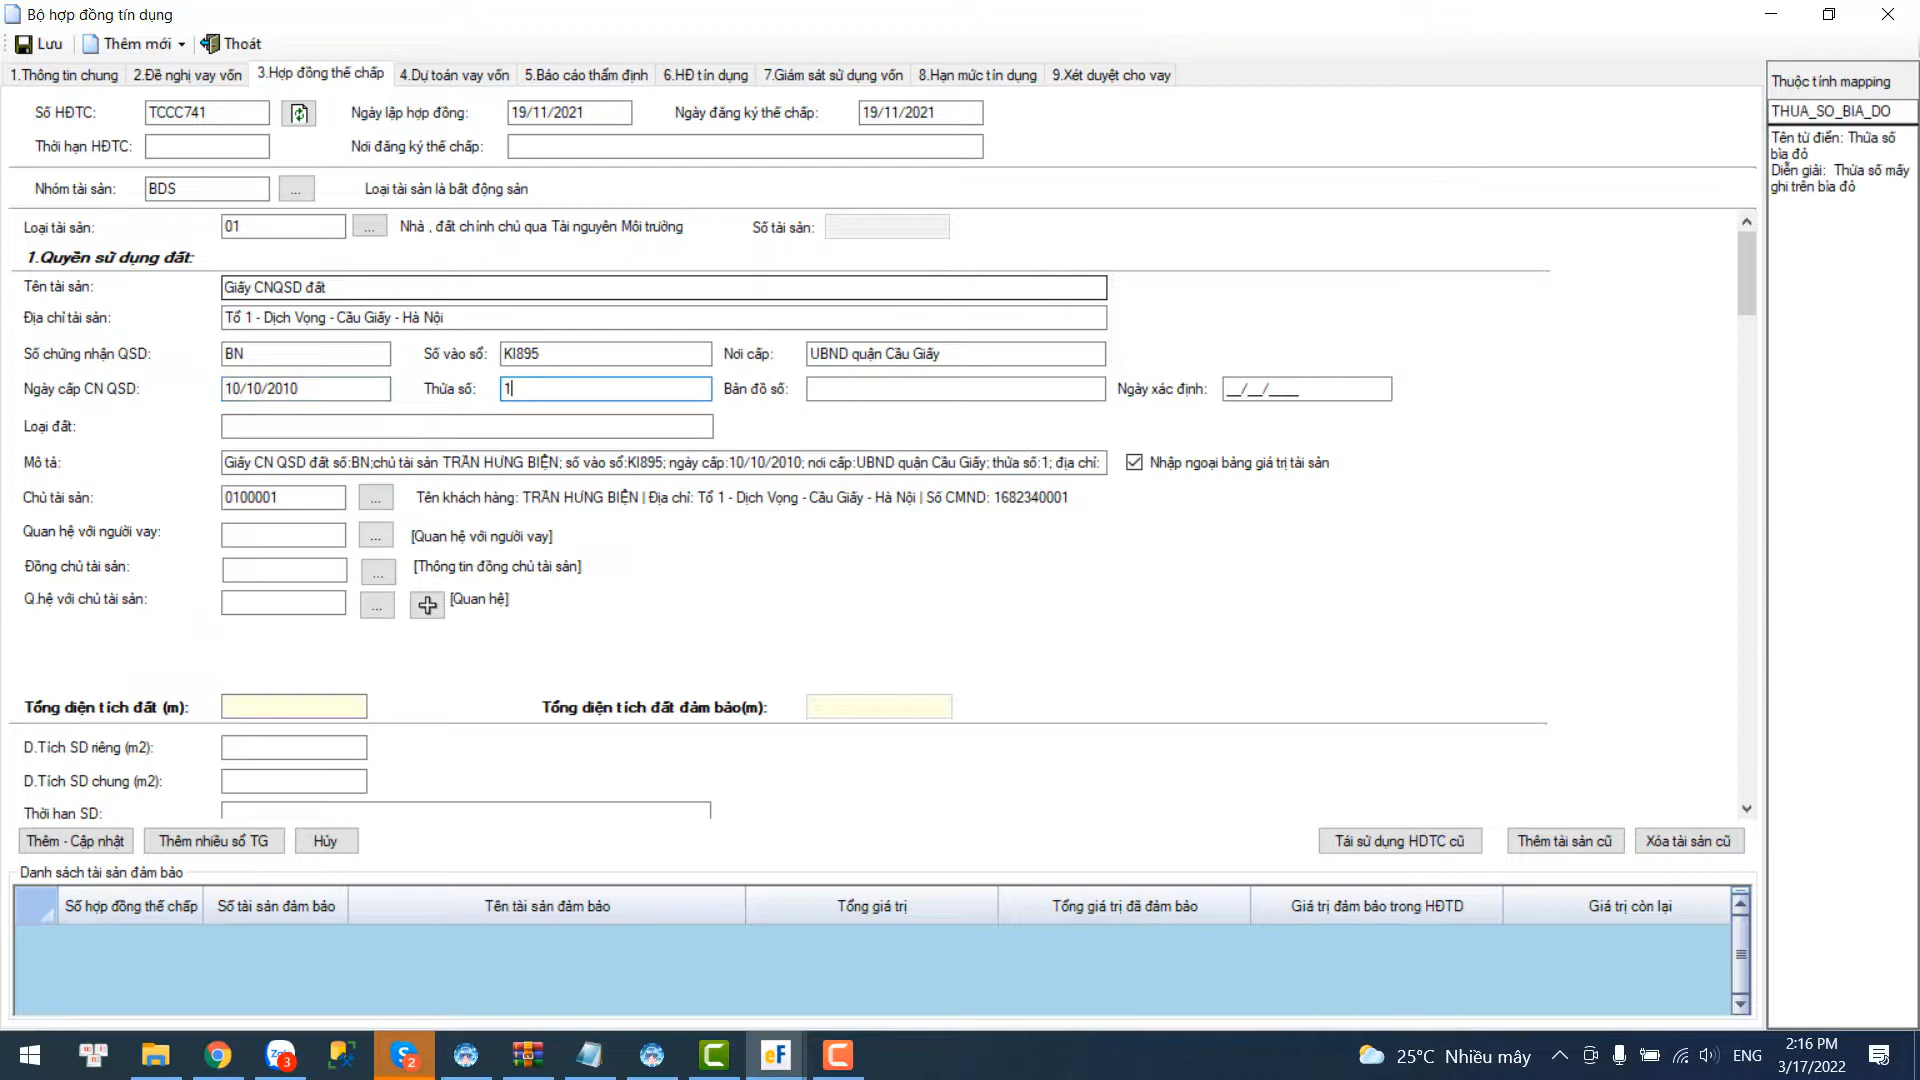 Bộ hợp đồng tín dụng
Lưu Thêm mới Thoát
1.Thông tin chung 2.Đề nghị vay vốn 3.Hợp đồng thế chấp 4.Dự toán vay vốn 5.Báo cáo thẩm định 6.HĐ tín dụng 7.Giám sát sử dụng vốn 8.Hạn mức tín dụng 9.Xét duyệt cho vay
Thuộc tính mapping
THUA_SO_BIA_DO
Tên từ điển: Thửa số
bìa đỏ
Diễn giải: Thửa số mấy
ghi trên bìa đỏ
Số HĐTC: TCCC741 Ngày lập hợp đồng: 19/11/2021 Ngày đăng ký thế chấp: 19/11/2021
Thời hạn HĐTC: Nơi đăng ký thế chấp:
Nhóm tài sản: BDS ... Loại tài sản là bất động sản
Loại tài sản: 01 ... Nhà , đất chính chủ qua Tài nguyên Môi trường Số tài sản:
1.Quyền sử dụng đất:
Tên tài sản: Giấy CNQSD đất
Địa chỉ tài sản: Tổ 1 - Dịch Vọng - Cầu Giấy - Hà Nội
Số chứng nhận QSD: BN Số vào sổ: KI895 Nơi cấp: UBND quận Cầu Giấy
Ngày cấp CN QSD: 10/10/2010 Thửa số: 1 Bản đồ số: Ngày xác định: __/__/____
Loại đất:
Mô tả: Giấy CN QSD đất số:BN;chủ tài sản TRẦN HƯNG BIỆN; số vào sổ:KI895; ngày cấp:10/10/2010; nơi cấp:UBND quận Cầu Giấy; thửa số:1; địa chỉ: Nhập ngoại bảng giá trị tài sản
Chủ tài sản: 0100001 ... Tên khách hàng: TRẦN HƯNG BIỆN | Địa chỉ: Tổ 1 - Dịch Vọng - Cầu Giấy - Hà Nội | Số CMND: 1682340001
Quan hệ với người vay: ... [Quan hệ với người vay]
Đồng chủ tài sản: ... [Thông tin đồng chủ tài sản]
Q.hệ với chủ tài sản: ... [Quan hệ]
Tổng diện tích đất (m): Tổng diện tích đất đảm bảo(m):
D.Tích SD riêng (m2):
D.Tích SD chung (m2):
Thời hạn SD:
Thêm - Cập nhật Thêm nhiều sổ TG Hủy Tái sử dụng HDTC cũ Thêm tài sản cũ Xóa tài sản cũ
Danh sách tài sản đảm bảo
Số hợp đồng thế chấp Số tài sản đảm bảo Tên tài sản đảm bảo Tổng giá trị Tổng giá trị đã đảm bảo Giá trị đảm bảo trong HĐTD Giá trị còn lại
3 2 eF 25°C Nhiều mây ENG 2:16 PM
3/17/2022